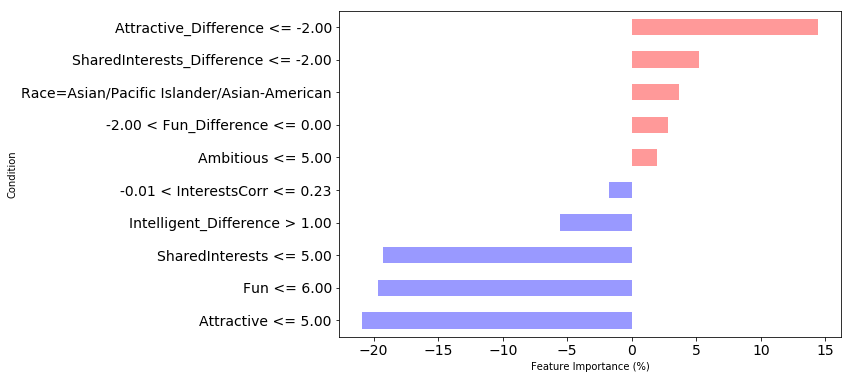 Attractive_Difference <= -2.00
SharedInterests_Difference <= -2.00
Race=Asian/Pacific Islander/Asian-American
-2.00 < Fun_Difference <= 0.00
Ambitious <= 5.00
-0.01 < InterestsCorr <= 0.23
Intelligent_Difference > 1.00
SharedInterests <= 5.00
Fun <= 6.00
Attractive <= 5.00
Condition
−20 −15 −10 −5 0 5 10 15
Feature Importance (%)